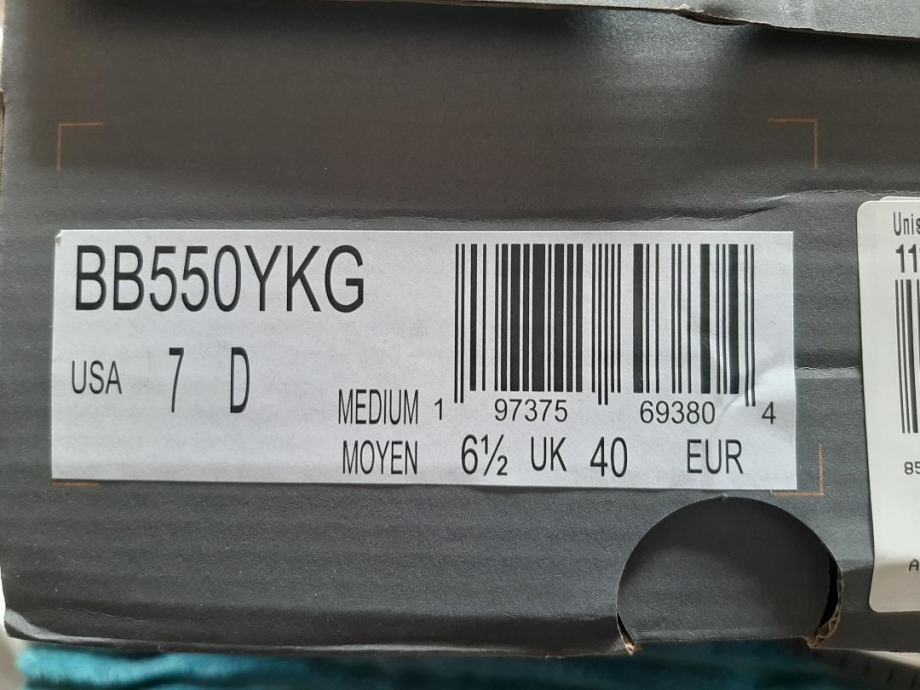 BB550YKG
USA 7 D
MEDIUM 1 97375 69380 4
MOYEN 6½ UK 40 EUR